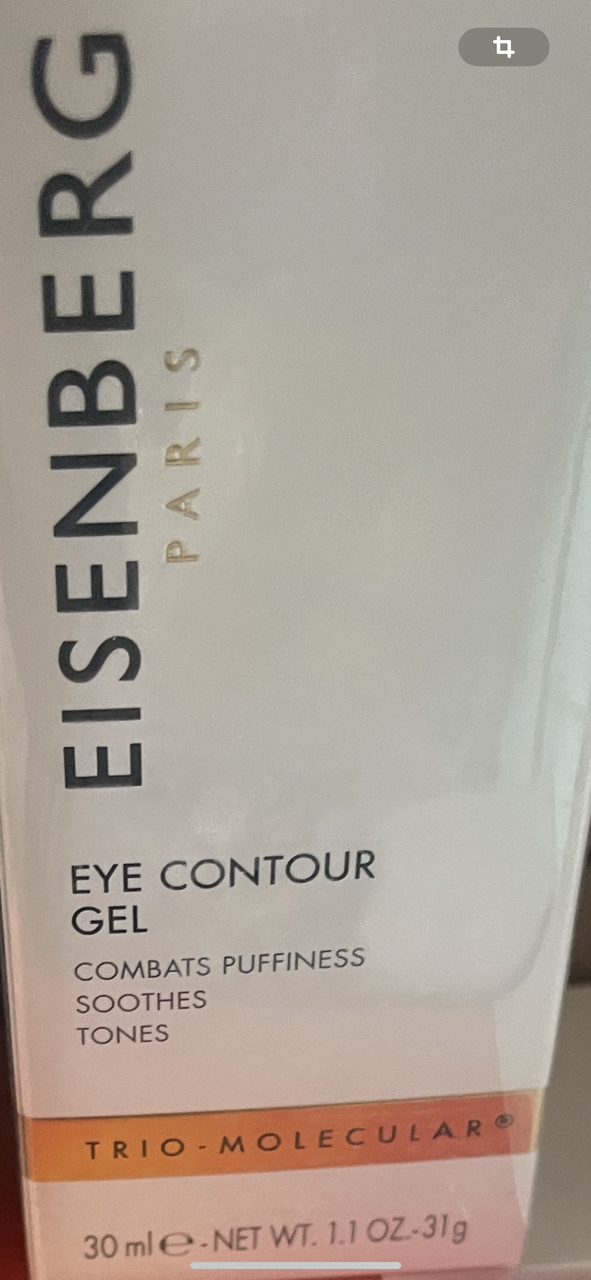 EISENBERG
PARIS
EYE CONTOUR
GEL
COMBATS PUFFINESS
SOOTHES
TONES
TRIO-MOLECULAR®
30 ml ℮ - NET WT. 1.1 OZ.-31g